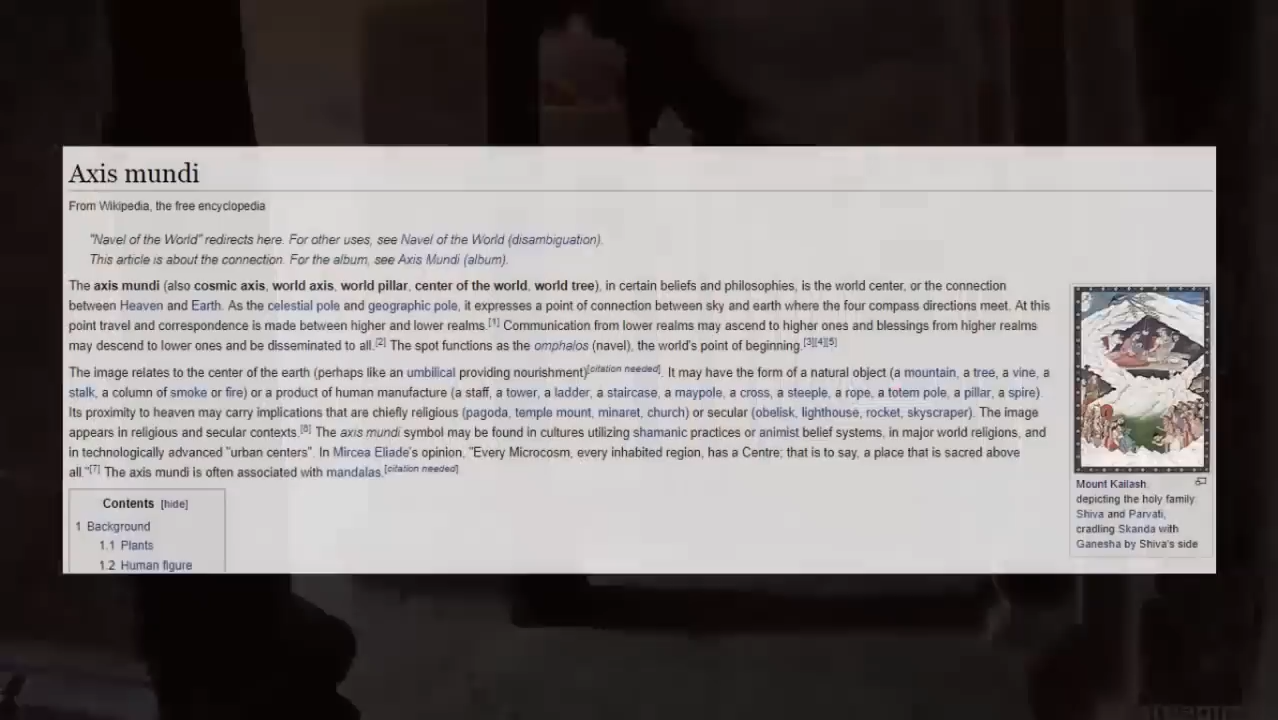 Axis mundi
From Wikipedia, the free encyclopedia
"Navel of the World" redirects here. For other uses, see Navel of the World (disambiguation).
This article is about the connection. For the album, see Axis Mundi (album).
The axis mundi (also cosmic axis, world axis, world pillar, center of the world, world tree), in certain beliefs and philosophies, is the world center, or the connection
between Heaven and Earth. As the celestial pole and geographic pole, it expresses a point of connection between sky and earth where the four compass directions meet. At this
point travel and correspondence is made between higher and lower realms.[1] Communication from lower realms may ascend to higher ones and blessings from higher realms
may descend to lower ones and be disseminated to all.[2] The spot functions as the omphalos (navel), the world's point of beginning.[3][4][5]
The image relates to the center of the earth (perhaps like an umbilical providing nourishment)[citation needed]. It may have the form of a natural object (a mountain, a tree, a vine, a
stalk, a column of smoke or fire) or a product of human manufacture (a staff, a tower, a ladder, a staircase, a maypole, a cross, a steeple, a rope, a totem pole, a pillar, a spire).
Its proximity to heaven may carry implications that are chiefly religious (pagoda, temple mount, minaret, church) or secular (obelisk, lighthouse, rocket, skyscraper). The image
appears in religious and secular contexts.[6] The axis mundi symbol may be found in cultures utilizing shamanic practices or animist belief systems, in major world religions, and
in technologically advanced "urban centers". In Mircea Eliade's opinion, "Every Microcosm, every inhabited region, has a Centre; that is to say, a place that is sacred above
all."[7] The axis mundi is often associated with mandalas.[citation needed]
Mount Kailash,
depicting the holy family:
Shiva and Parvati,
cradling Skanda with
Ganesha by Shiva's side
Contents [hide]
1 Background
1.1 Plants
1.2 Human figure